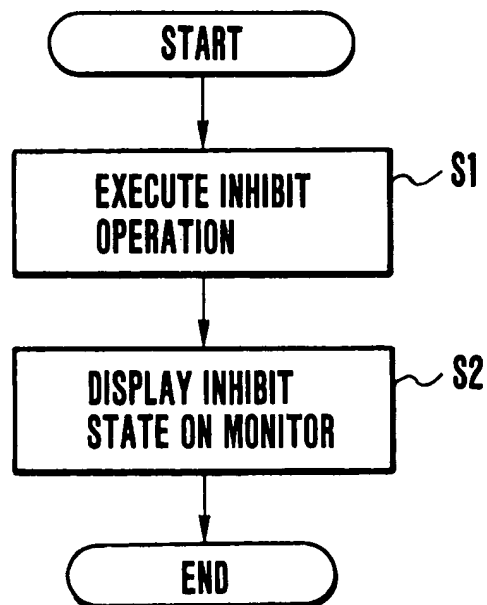 START
EXECUTE INHIBIT
OPERATION
S1
DISPLAY INHIBIT
STATE ON MONITOR
S2
END